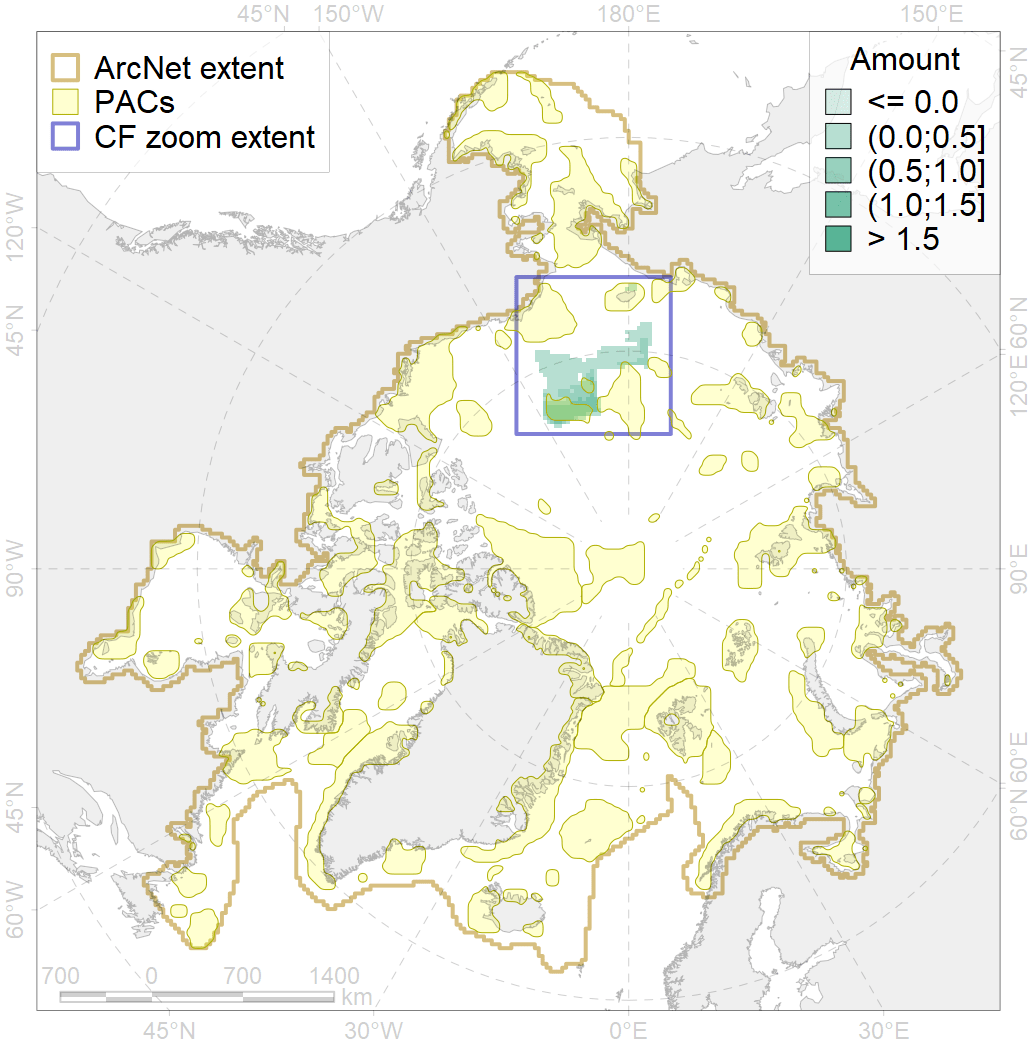 45°N 150°W 180°E 150°E
ArcNet extent
PACs
CF zoom extent
Amount
<= 0.0
(0.0;0.5]
(0.5;1.0]
(1.0;1.5]
> 1.5
45°N
120°W
45°N
60°N
120°E
90°W
90°E
45°N
60°E
60°N
60°W
700 0 700 1400
km
45°N 30°W 0°E 30°E